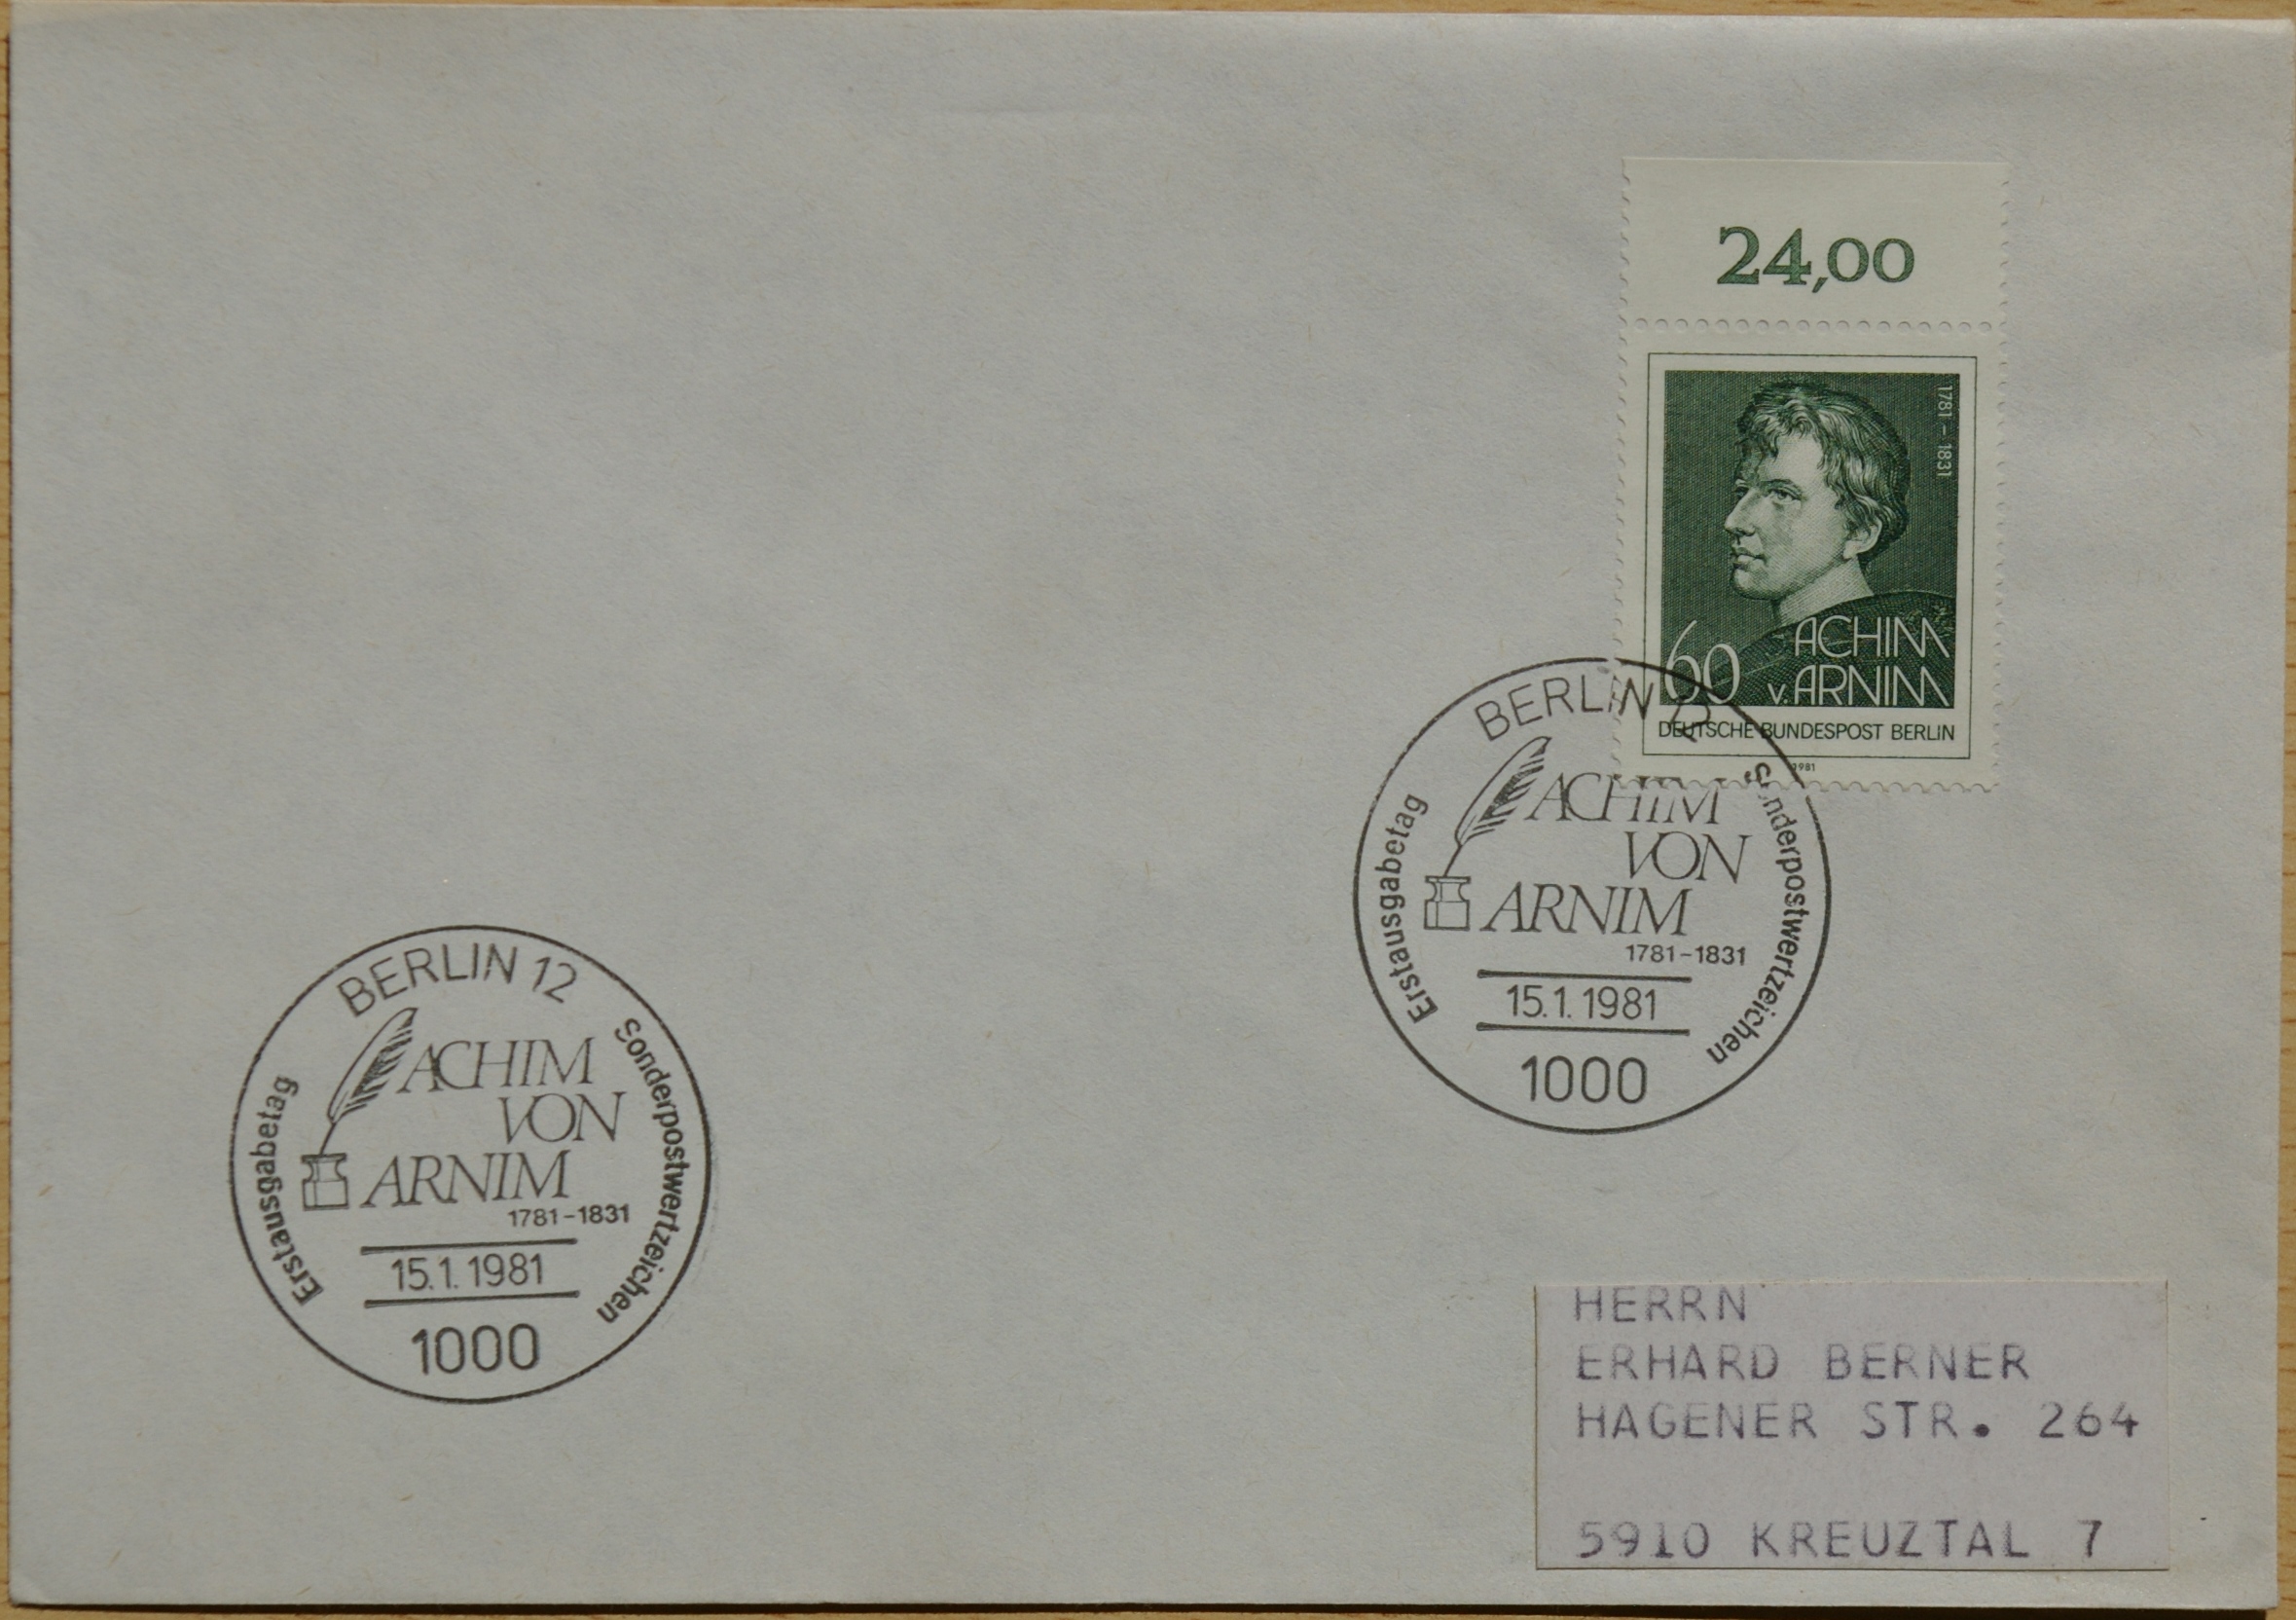 24,00
1781 – 1831
60
ACHIM
v. ARNIM
DEUTSCHE BUNDESPOST BERLIN
1981
BERLIN 12
Erstausgabetag
Sonderpostwertzeichen
ACHIM
VON
ARNIM
1781-1831
15.1.1981
1000
BERLIN 12
Erstausgabetag
Sonderpostwertzeichen
ACHIM
VON
ARNIM
1781-1831
15.1.1981
1000
HERRN
ERHARD BERNER
HAGENER STR. 264
5910 KREUZTAL 7